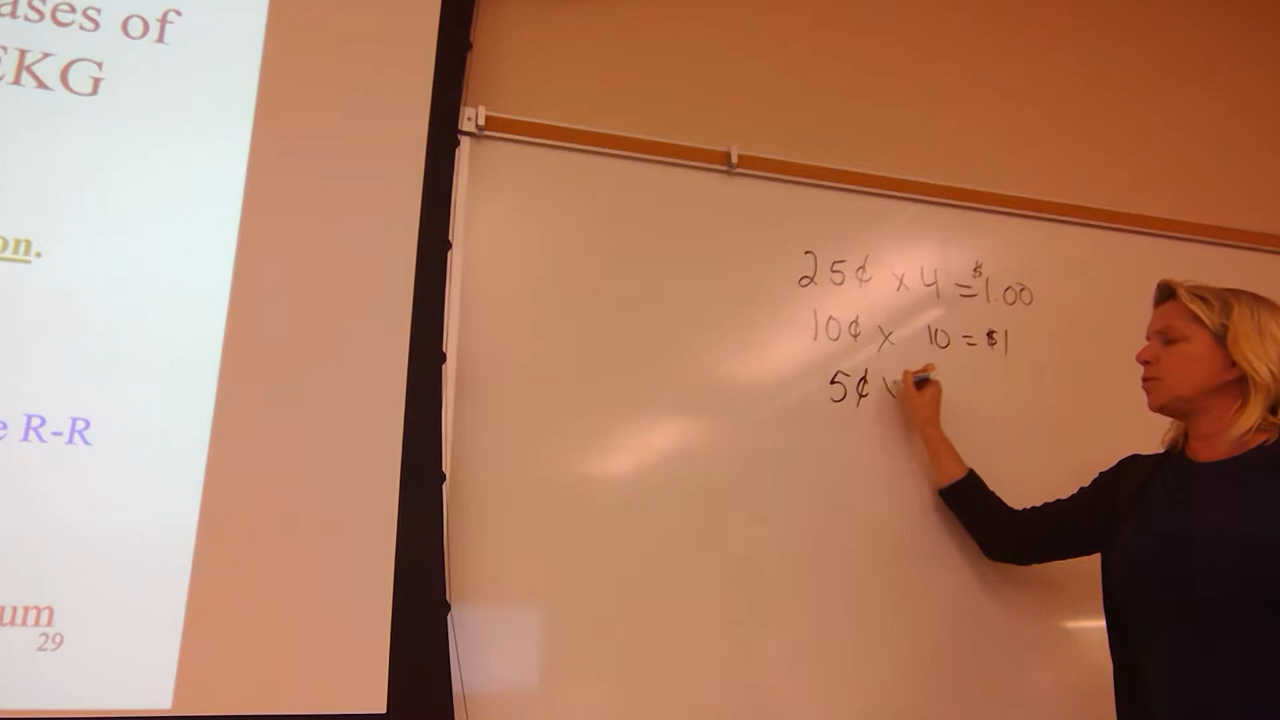 ases of
EKG
on.
e R-R
um
29
25¢ x 4 = $1.00
10¢ x 10 = $1
5¢